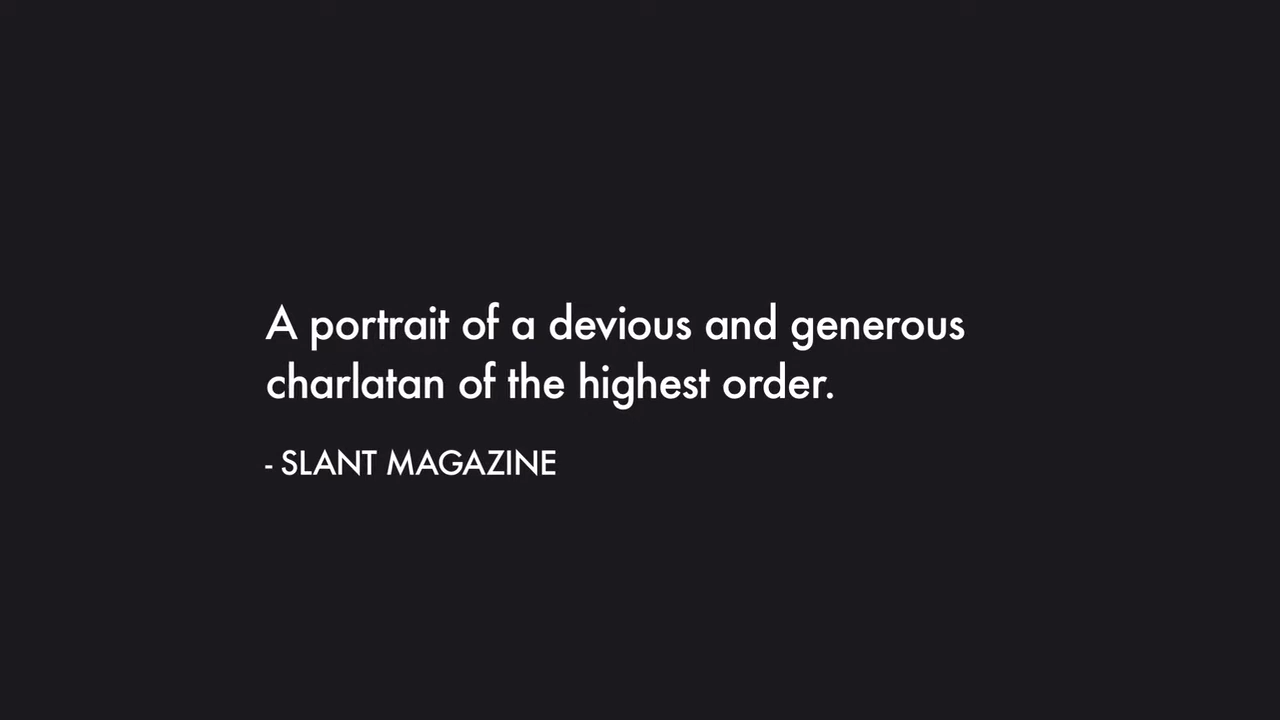 A portrait of a devious and generous
charlatan of the highest order.
- SLANT MAGAZINE